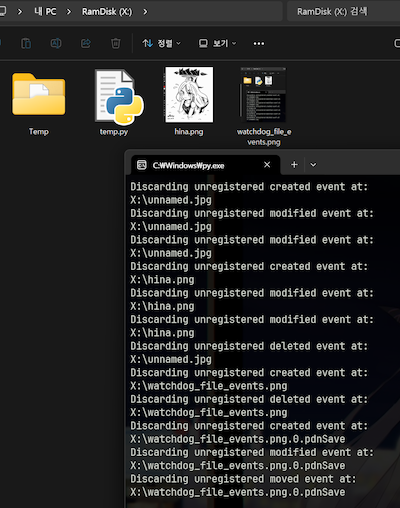 내 PC > RamDisk (X:) >
RamDisk (X:) 검색
정렬
보기
Temp
temp.py
hina.png
watchdog_file_e
vents.png
C:₩Windows₩py.exe
Discarding unregistered created event at:
X:\unnamed.jpg
Discarding unregistered modified event at:
X:\unnamed.jpg
Discarding unregistered modified event at:
X:\unnamed.jpg
Discarding unregistered created event at:
X:\hina.png
Discarding unregistered modified event at:
X:\hina.png
Discarding unregistered modified event at:
X:\hina.png
Discarding unregistered deleted event at:
X:\unnamed.jpg
Discarding unregistered created event at:
X:\watchdog_file_events.png
Discarding unregistered deleted event at:
X:\watchdog_file_events.png
Discarding unregistered created event at:
X:\watchdog_file_events.png.0.pdnSave
Discarding unregistered modified event at:
X:\watchdog_file_events.png.0.pdnSave
Discarding unregistered moved event at:
X:\watchdog_file_events.png.0.pdnSave